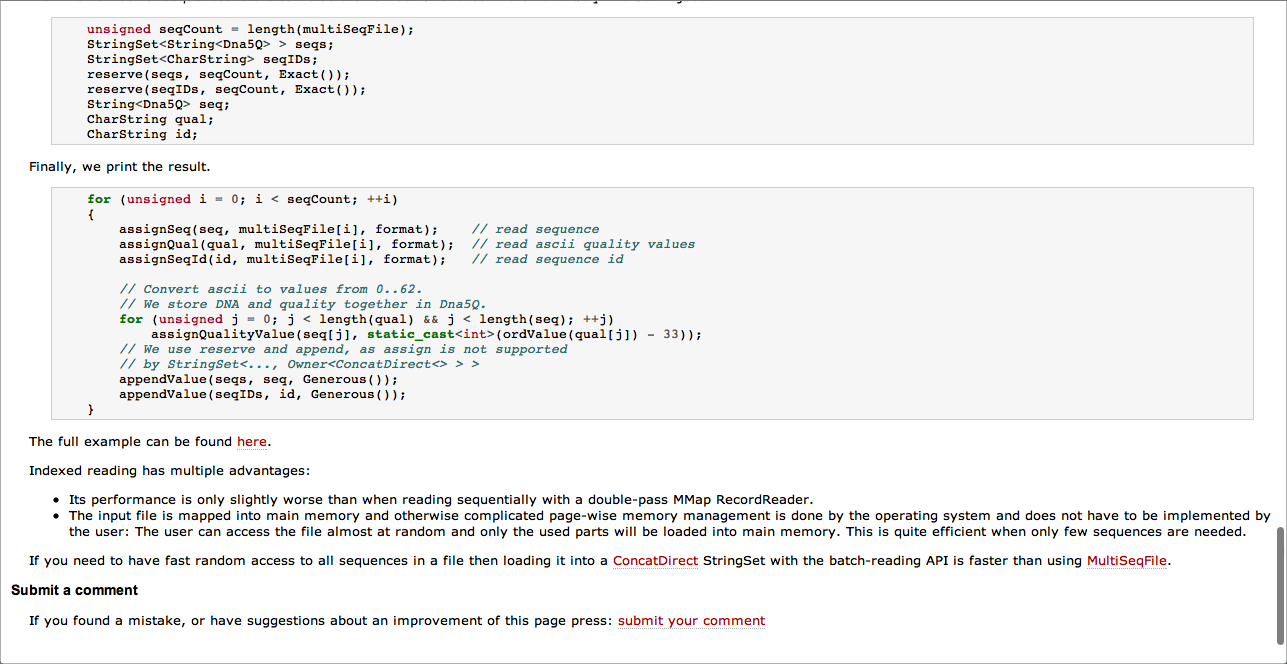 unsigned seqCount = length(multiSeqFile);
StringSet<String<Dna5Q> > seqs;
StringSet<CharString> seqIDs;
reserve(seqs, seqCount, Exact());
reserve(seqIDs, seqCount, Exact());
String<Dna5Q> seq;
CharString qual;
CharString id;
Finally, we print the result.
for (unsigned i = 0; i < seqCount; ++i)
{
    assignSeq(seq, multiSeqFile[i], format);    // read sequence
    assignQual(qual, multiSeqFile[i], format);  // read ascii quality values
    assignSeqId(id, multiSeqFile[i], format);   // read sequence id
    // Convert ascii to values from 0..62.
    // We store DNA and quality together in Dna5Q.
    for (unsigned j = 0; j < length(qual) && j < length(seq); ++j)
        assignQualityValue(seq[j], static_cast<int>(ordValue(qual[j]) - 33));
    // We use reserve and append, as assign is not supported
    // by StringSet<..., Owner<ConcatDirect<> > >
    appendValue(seqs, seq, Generous());
    appendValue(seqIDs, id, Generous());
}
The full example can be found here.
Indexed reading has multiple advantages:
• Its performance is only slightly worse than when reading sequentially with a double-pass MMap RecordReader.
• The input file is mapped into main memory and otherwise complicated page-wise memory management is done by the operating system and does not have to be implemented by
the user: The user can access the file almost at random and only the used parts will be loaded into main memory. This is quite efficient when only few sequences are needed.
If you need to have fast random access to all sequences in a file then loading it into a ConcatDirect StringSet with the batch-reading API is faster than using MultiSeqFile.
Submit a comment
If you found a mistake, or have suggestions about an improvement of this page press: submit your comment